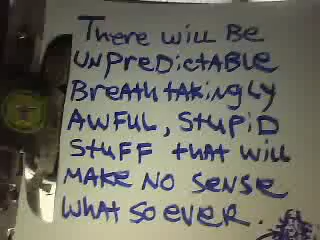 There will Be
UNPREDictABLE
BreathtakingLy
AWFUL, StUPiD
StUFF that will
MAKE NO SENSE
WHAT SO EVER.